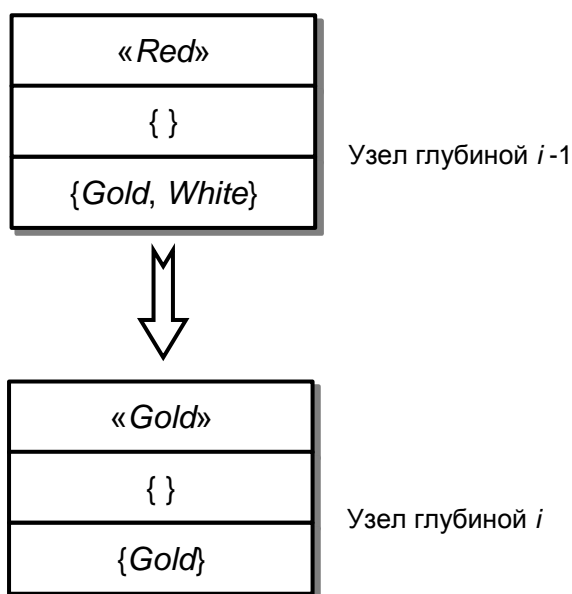 «Red»
{ }
{Gold, White}
Узел глубиной i -1
«Gold»
{ }
{Gold}
Узел глубиной i